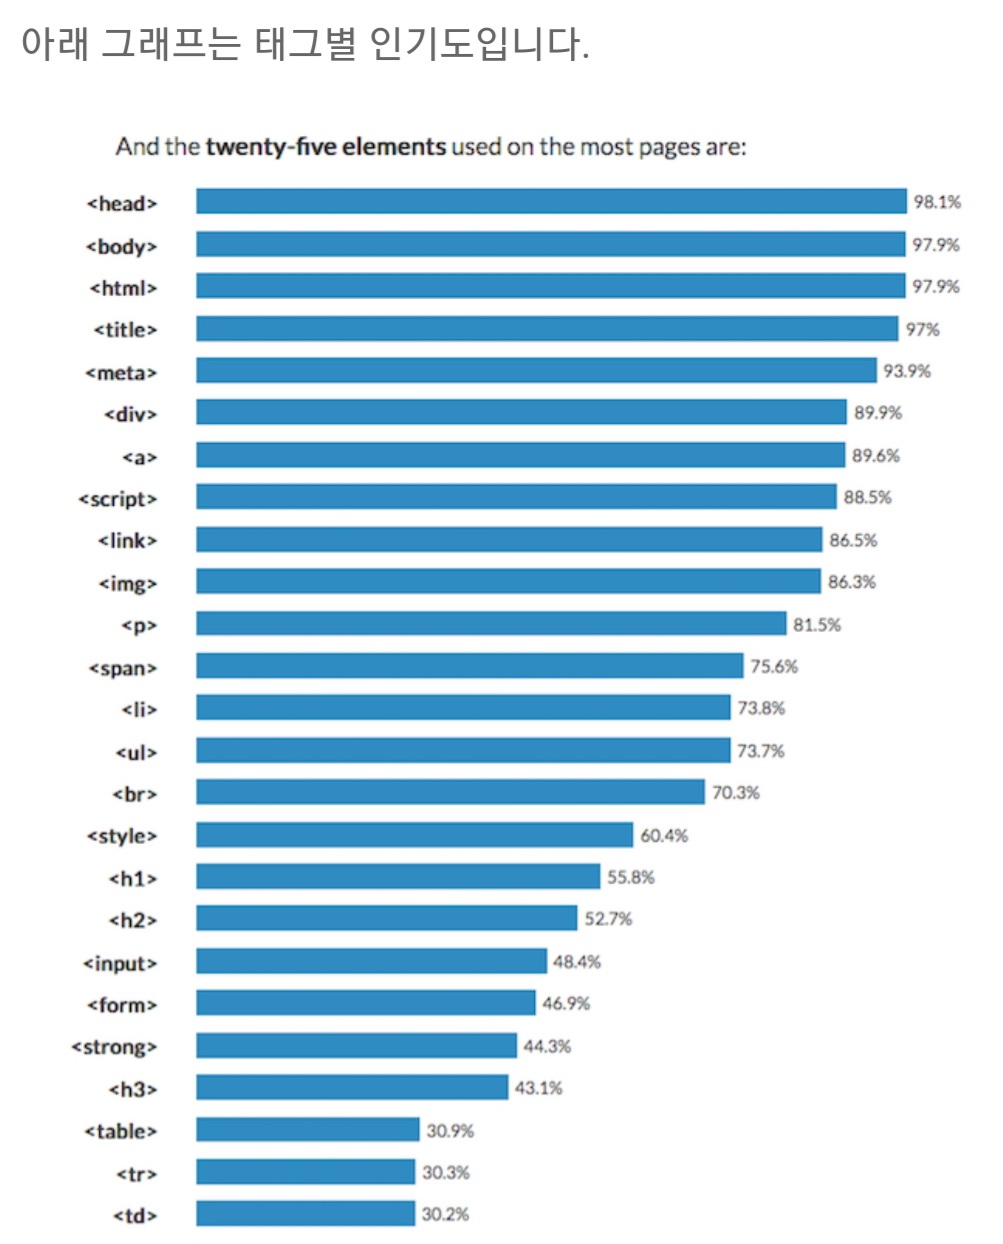 아래 그래프는 태그별 인기도입니다.
And the twenty-five elements used on the most pages are:
<head> 98.1%
<body> 97.9%
<html> 97.9%
<title> 97%
<meta> 93.9%
<div> 89.9%
<a> 89.6%
<script> 88.5%
<link> 86.5%
<img> 86.3%
<p> 81.5%
<span> 75.6%
<li> 73.8%
<ul> 73.7%
<br> 70.3%
<style> 60.4%
<h1> 55.8%
<h2> 52.7%
<input> 48.4%
<form> 46.9%
<strong> 44.3%
<h3> 43.1%
<table> 30.9%
<tr> 30.3%
<td> 30.2%